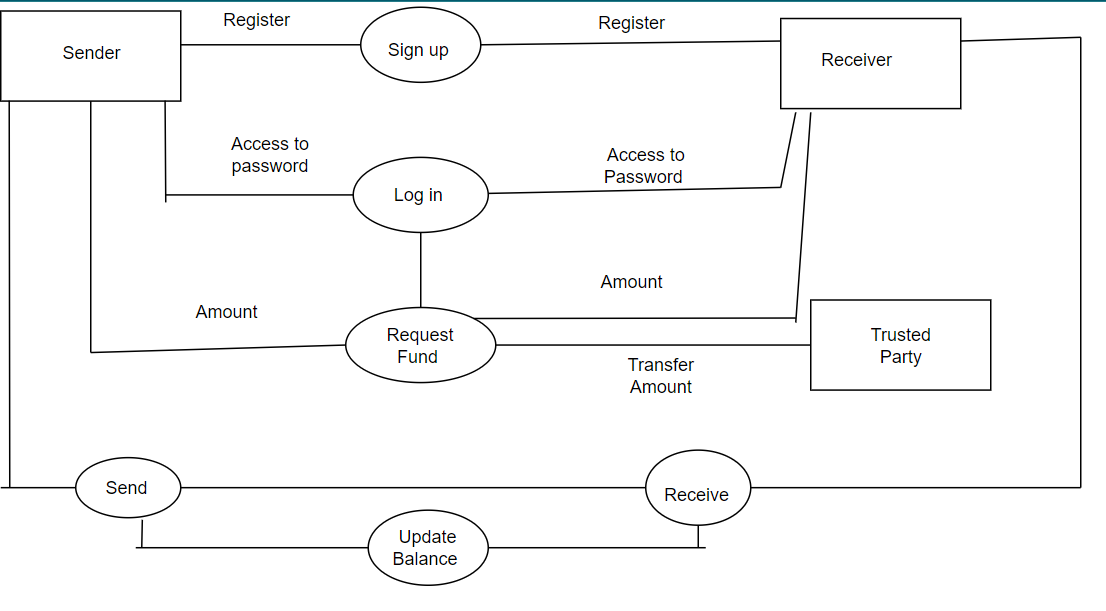 Register
Register
Sender
Sign up
Receiver
Access to
password
Access to
Password
Log in
Amount
Amount
Request
Fund
Trusted
Party
Transfer
Amount
Send
Receive
Update
Balance